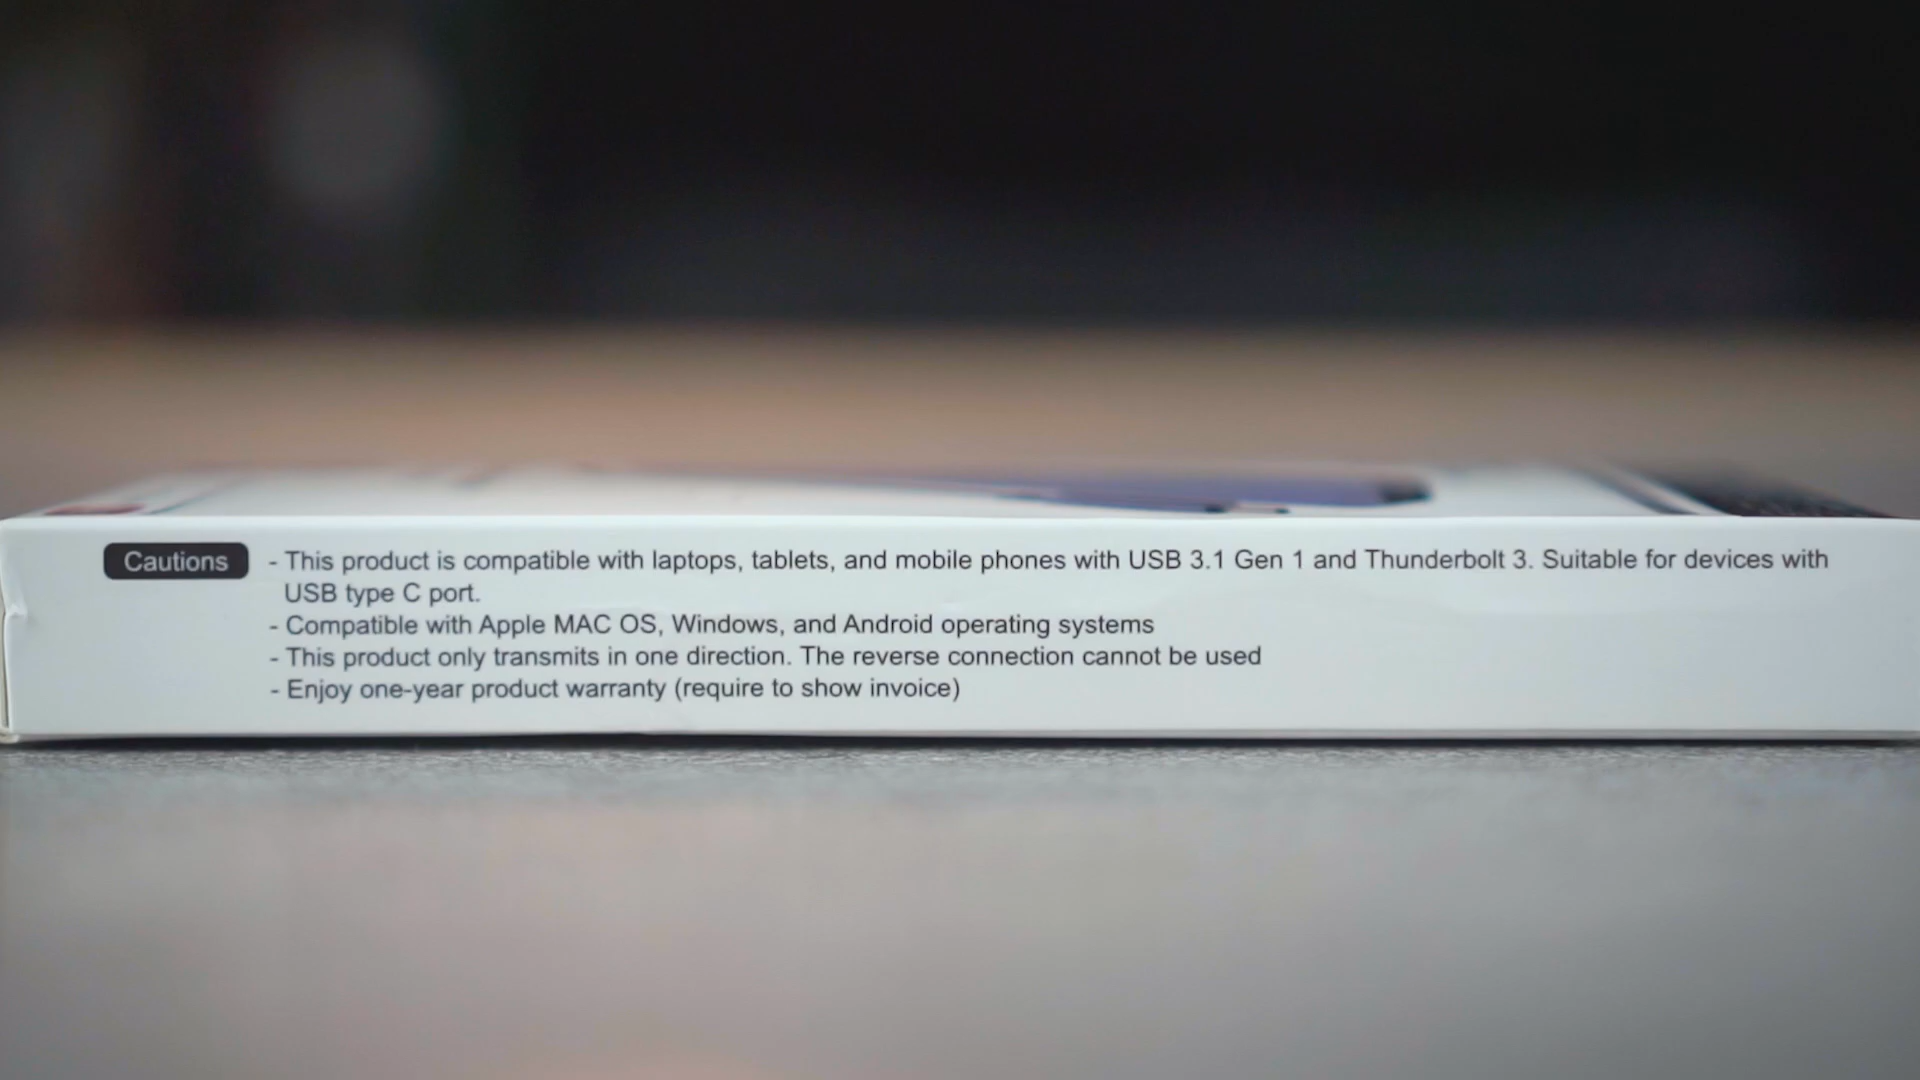 Cautions - This product is compatible with laptops, tablets, and mobile phones with USB 3.1 Gen 1 and Thunderbolt 3. Suitable for devices with
USB type C port.
- Compatible with Apple MAC OS, Windows, and Android operating systems
- This product only transmits in one direction. The reverse connection cannot be used
- Enjoy one-year product warranty (require to show invoice)